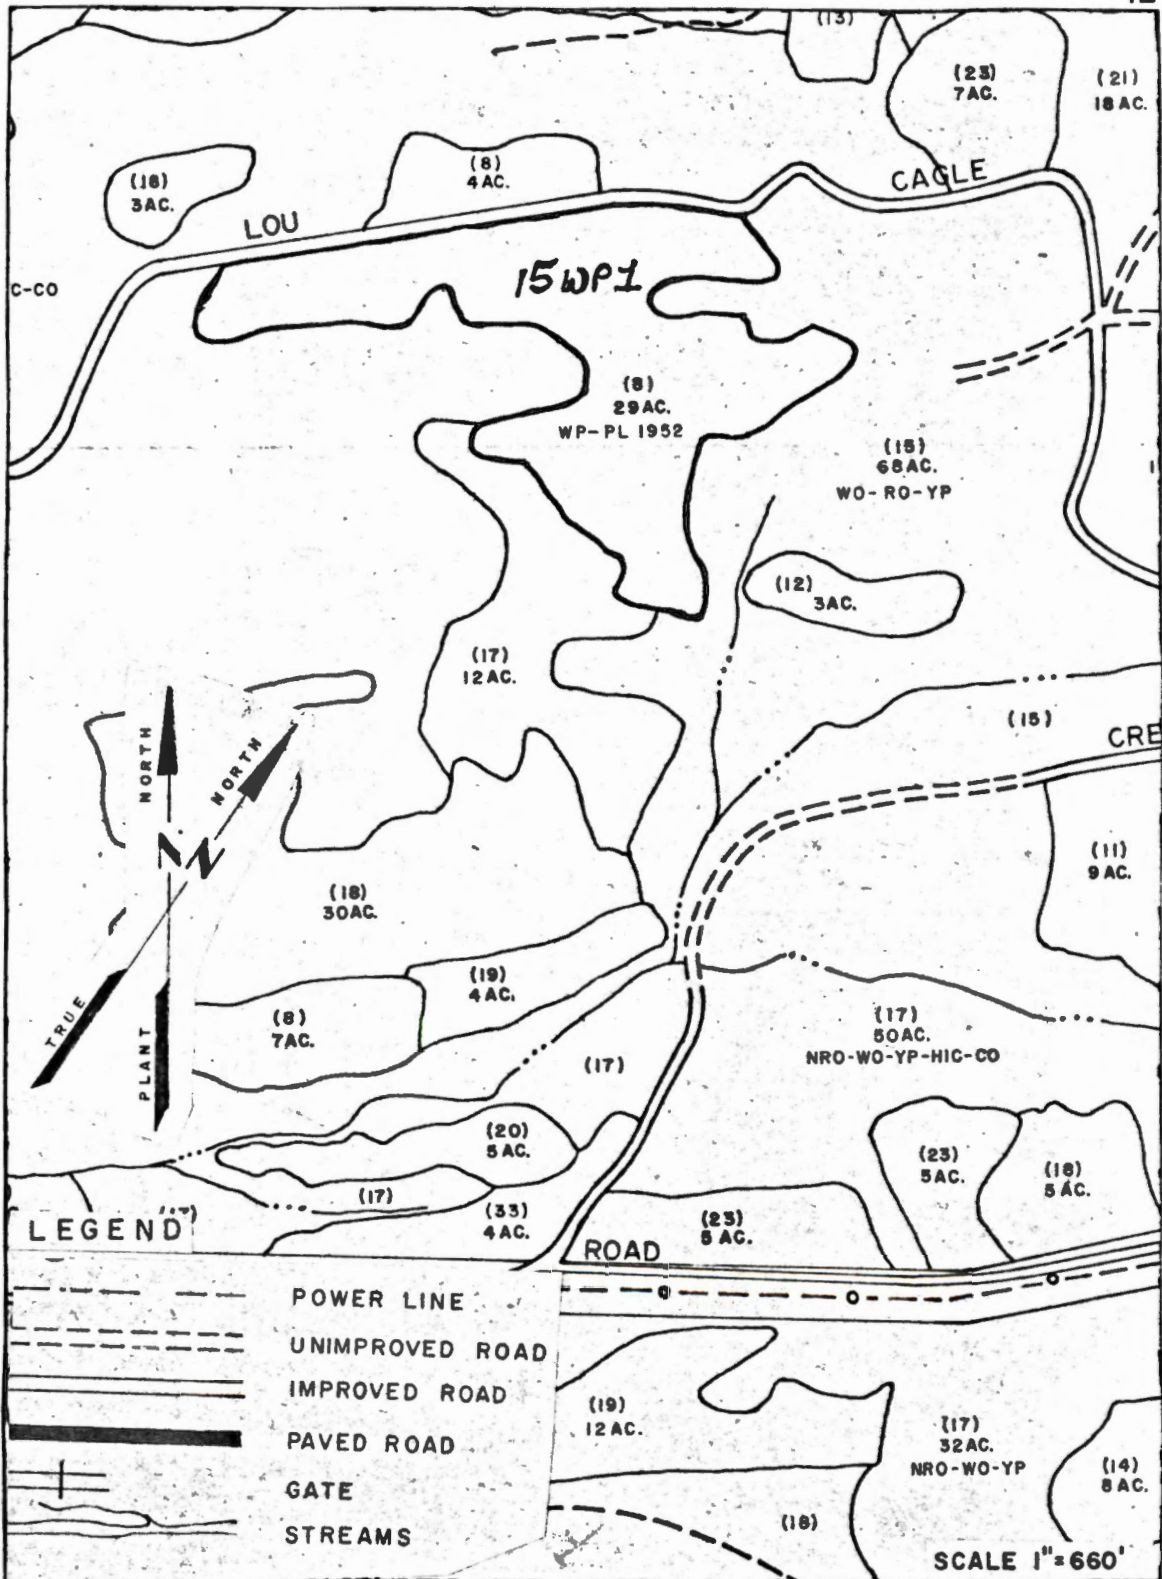 12
(13)
(23)
7AC.
(21)
18AC.
(18)
3AC.
(8)
4AC.
LOU
CAGLE
C-CO
15WP1
(8)
29AC.
WP-PL 1952
(15)
68AC.
WO-RO-YP
(12)
3AC.
(17)
12AC.
(15)
CRE
NORTH
NORTH
N
N
TRUE
PLANT
(11)
9AC.
(18)
30AC.
(19)
4AC.
(8)
7AC.
(17)
50AC.
NRO-WO-YP-HIC-CO
(17)
(20)
5AC.
(23)
5AC.
(18)
5AC.
(17)
(33)
4AC.
(23)
5AC.
LEGEND
(17)
ROAD
POWER LINE
UNIMPROVED ROAD
IMPROVED ROAD
PAVED ROAD
GATE
STREAMS
(19)
12AC.
(17)
32AC.
NRO-WO-YP
(14)
8AC.
(18)
SCALE 1"=660'